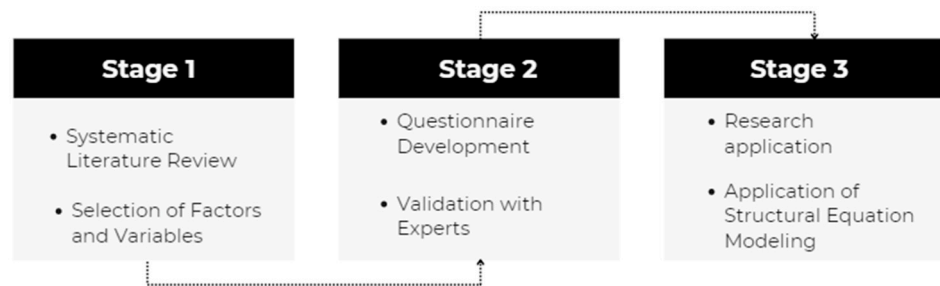 Stage 1
• Systematic
Literature Review
• Selection of Factors
and Variables
Stage 2
• Questionnaire
Development
• Validation with
Experts
Stage 3
• Research
application
• Application of
Structural Equation
Modeling